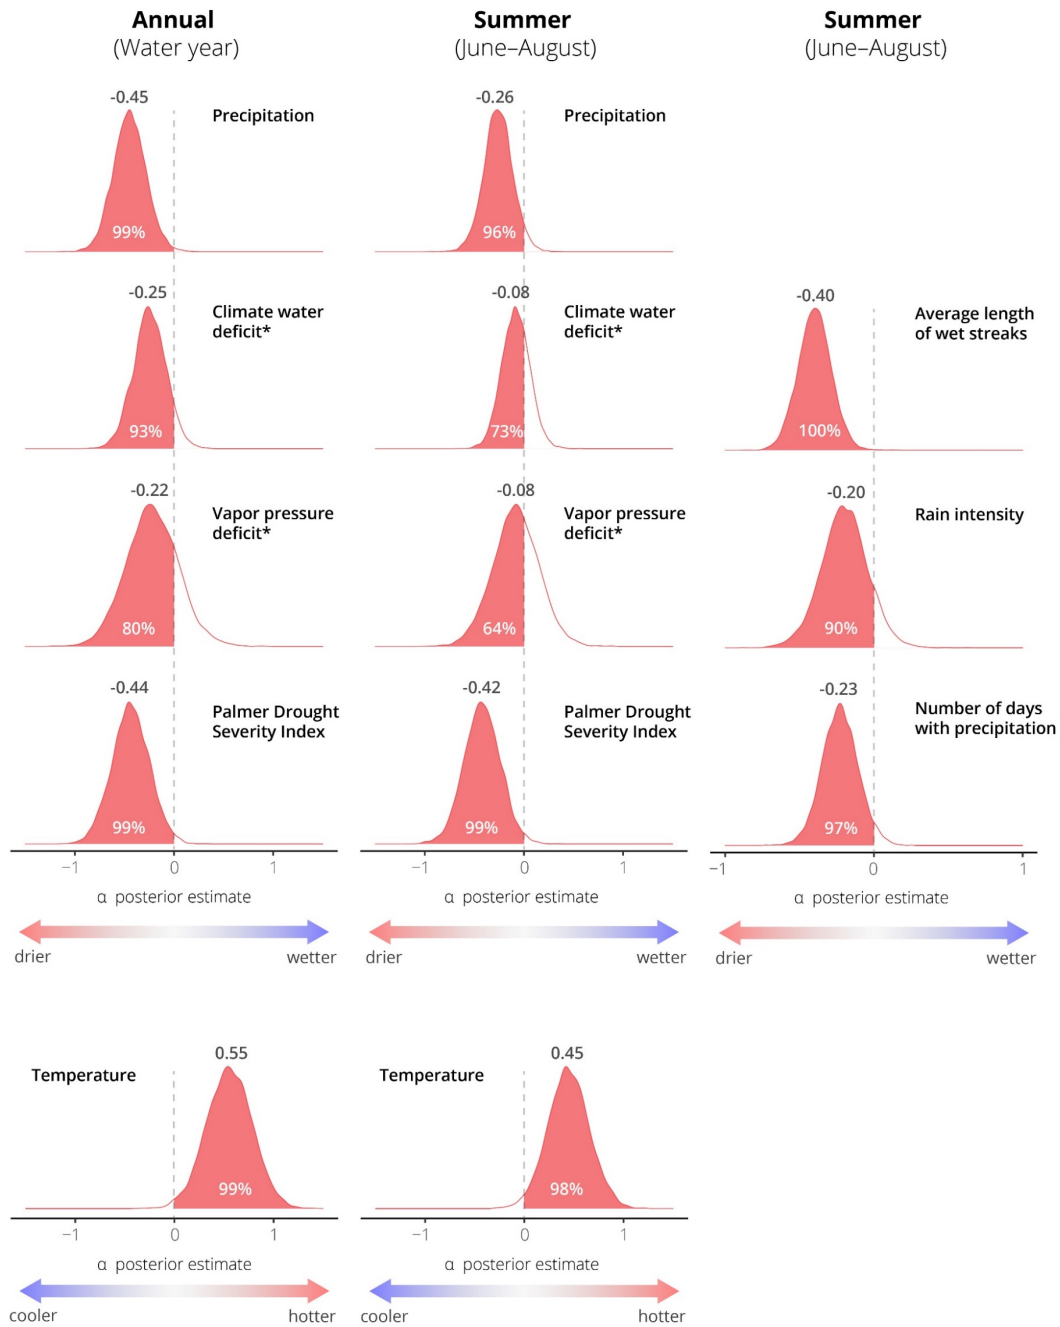 Annual
(Water year)
Summer
(June–August)
Summer
(June–August)
-0.45
Precipitation
99%
-0.26
Precipitation
96%
-0.25
Climate water
deficit*
93%
-0.08
Climate water
deficit*
73%
-0.40
Average length
of wet streaks
100%
-0.22
Vapor pressure
deficit*
80%
-0.08
Vapor pressure
deficit*
64%
-0.20
Rain intensity
90%
-0.44
Palmer Drought
Severity Index
99%
-0.42
Palmer Drought
Severity Index
99%
-0.23
Number of days
with precipitation
97%
−1 0 1
−1 0 1
−1 0 1
α posterior estimate
α posterior estimate
α posterior estimate
drier wetter
drier wetter
drier wetter
0.55
Temperature
99%
0.45
Temperature
98%
−1 0 1
−1 0 1
α posterior estimate
α posterior estimate
cooler hotter
cooler hotter